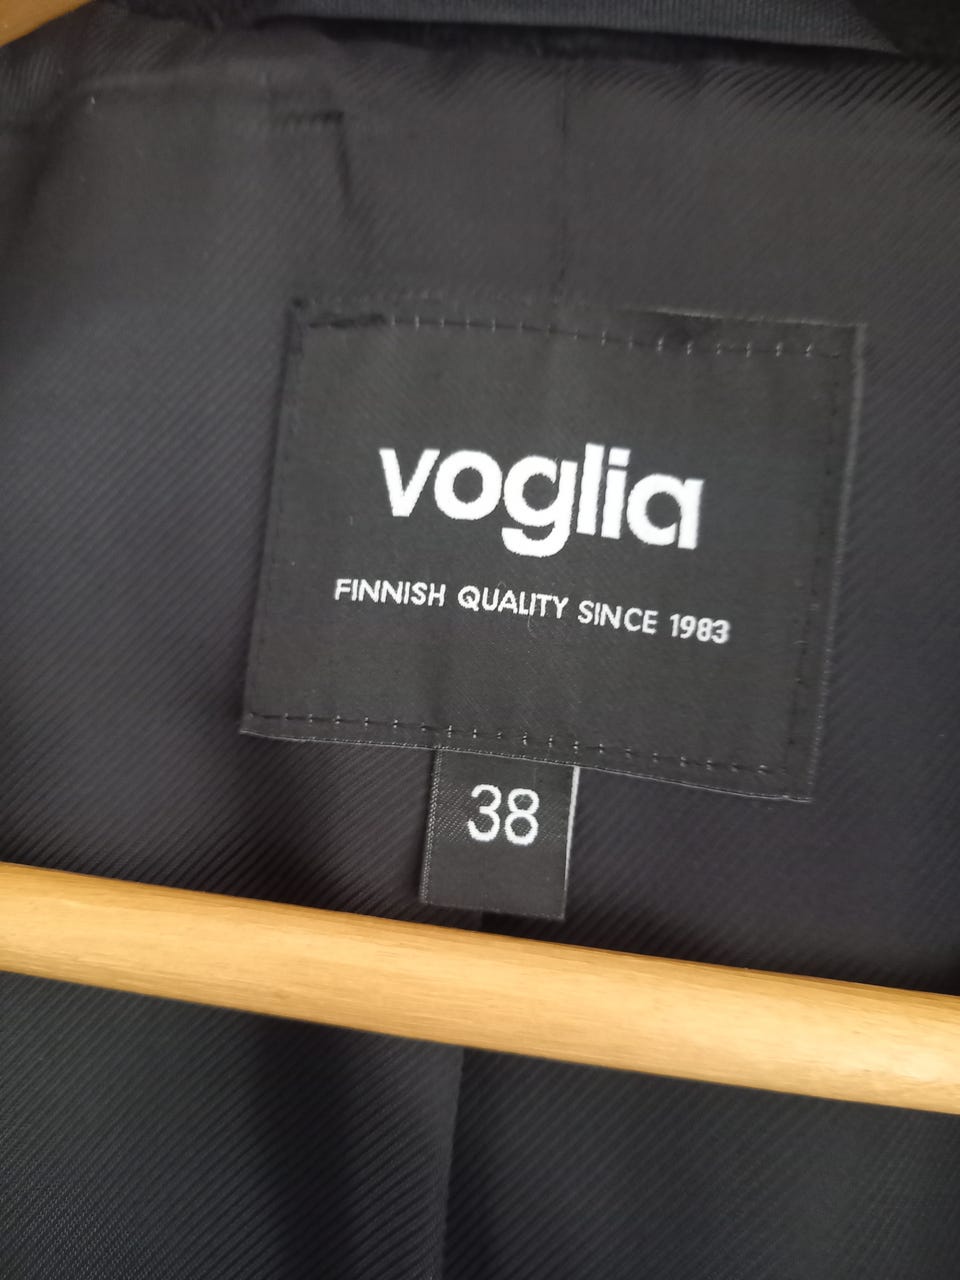 voglia
FINNISH QUALITY SINCE 1983
38